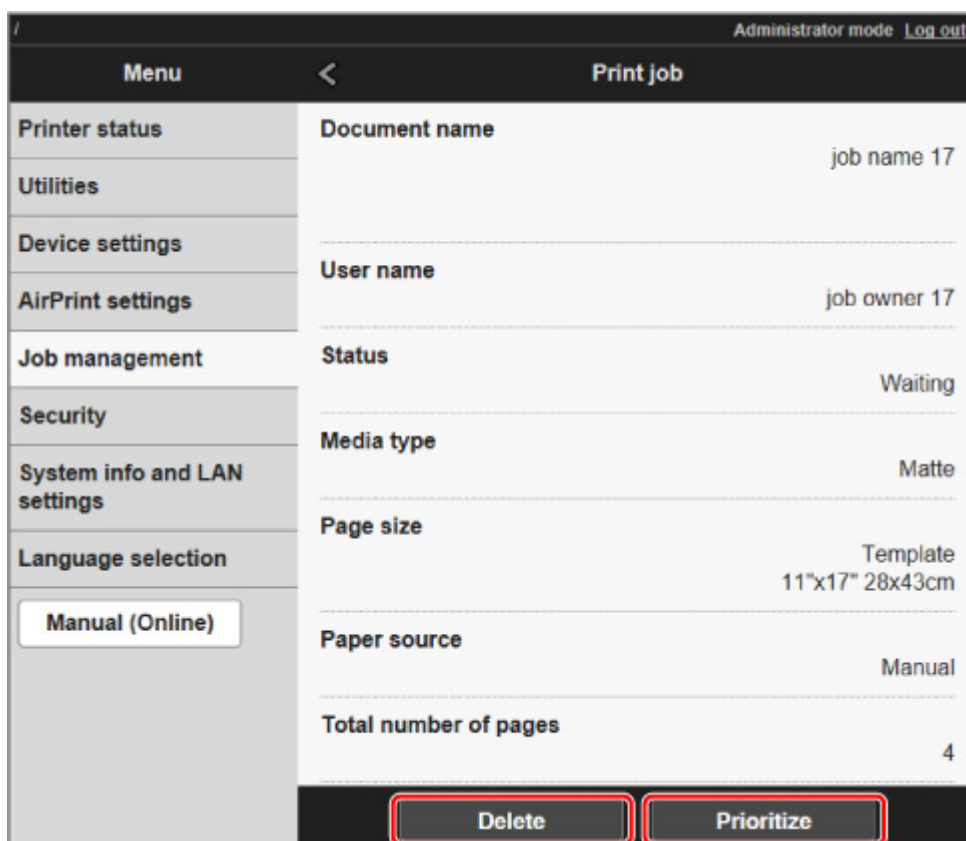 /
Administrator mode Log out
Menu
<
Print job
Printer status
Utilities
Device settings
AirPrint settings
Job management
Security
System info and LAN
settings
Language selection
Manual (Online)
Document name
job name 17
User name
job owner 17
Status
Waiting
Media type
Matte
Page size
Template
11"x17" 28x43cm
Paper source
Manual
Total number of pages
4
Delete
Prioritize